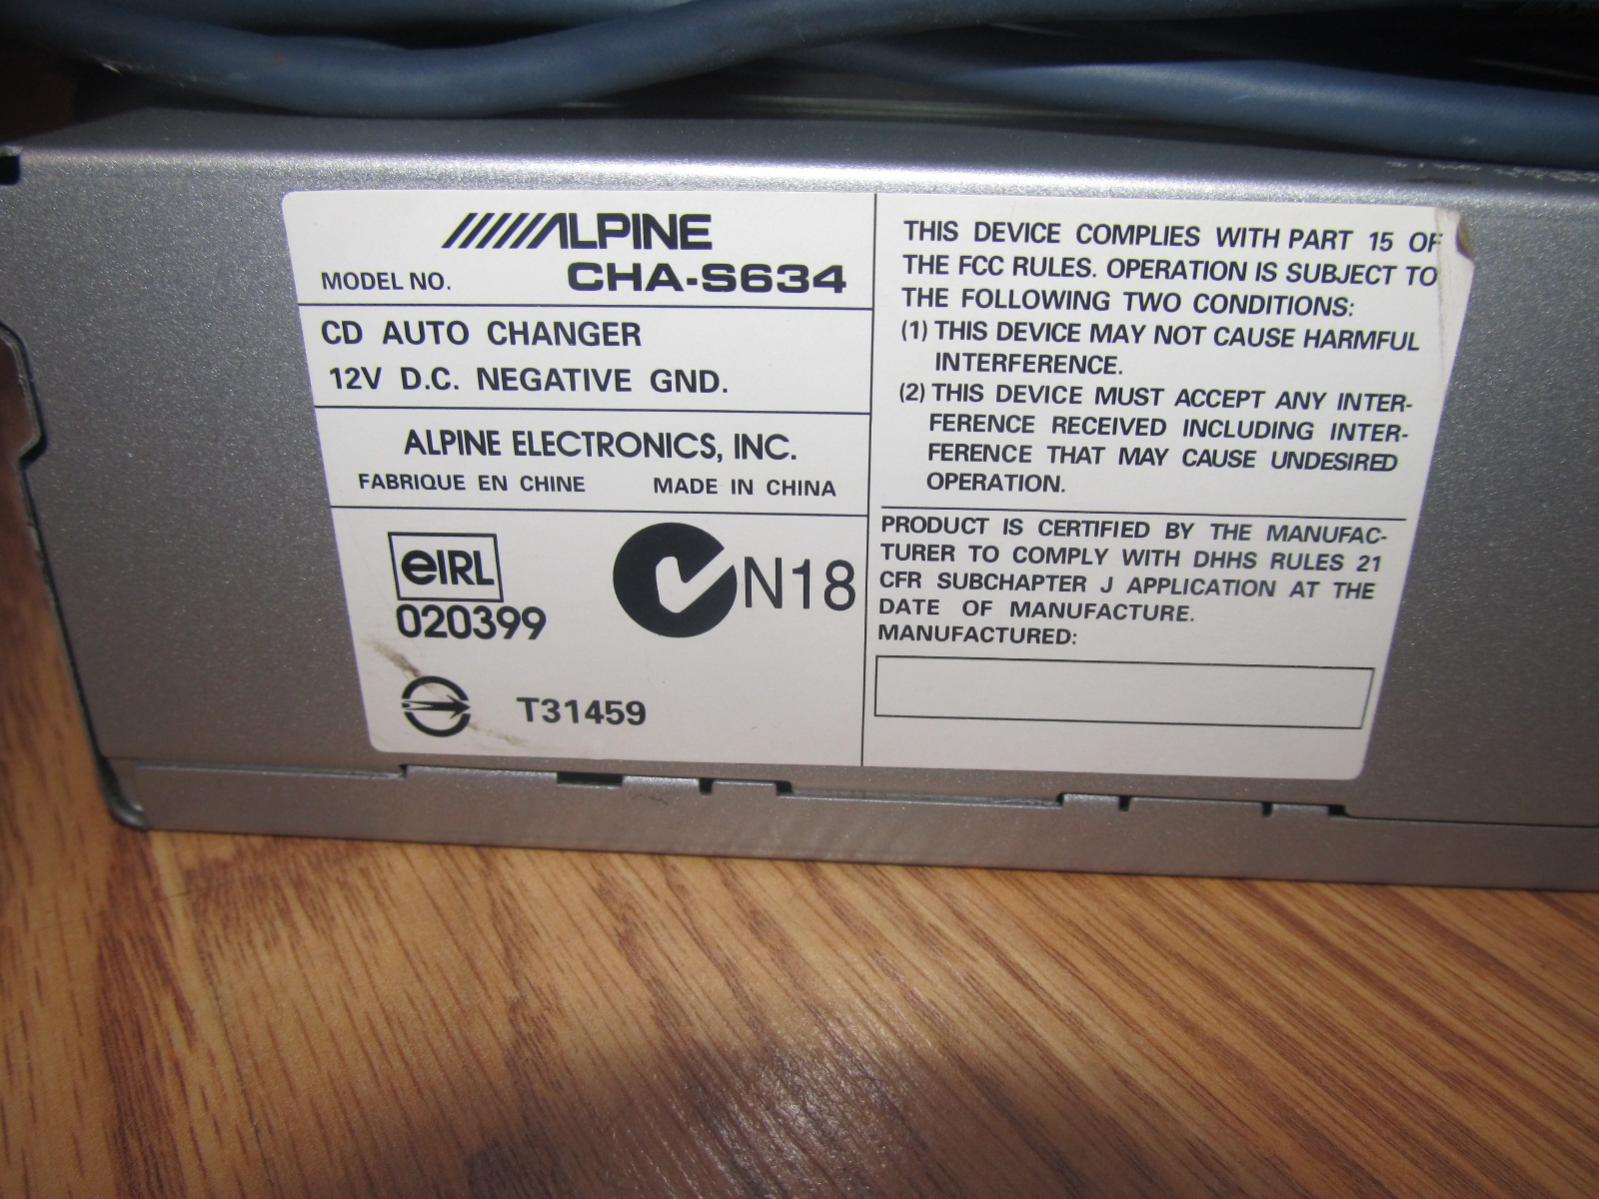 ALPINE
MODEL NO. CHA-S634
CD AUTO CHANGER
12V D.C. NEGATIVE GND.
ALPINE ELECTRONICS, INC.
FABRIQUE EN CHINE MADE IN CHINA
eIRL
020399
N18
T31459
THIS DEVICE COMPLIES WITH PART 15 OF
THE FCC RULES. OPERATION IS SUBJECT TO
THE FOLLOWING TWO CONDITIONS:
(1) THIS DEVICE MAY NOT CAUSE HARMFUL
INTERFERENCE.
(2) THIS DEVICE MUST ACCEPT ANY INTER-
FERENCE RECEIVED INCLUDING INTER-
FERENCE THAT MAY CAUSE UNDESIRED
OPERATION.
PRODUCT IS CERTIFIED BY THE MANUFAC-
TURER TO COMPLY WITH DHHS RULES 21
CFR SUBCHAPTER J APPLICATION AT THE
DATE OF MANUFACTURE.
MANUFACTURED: